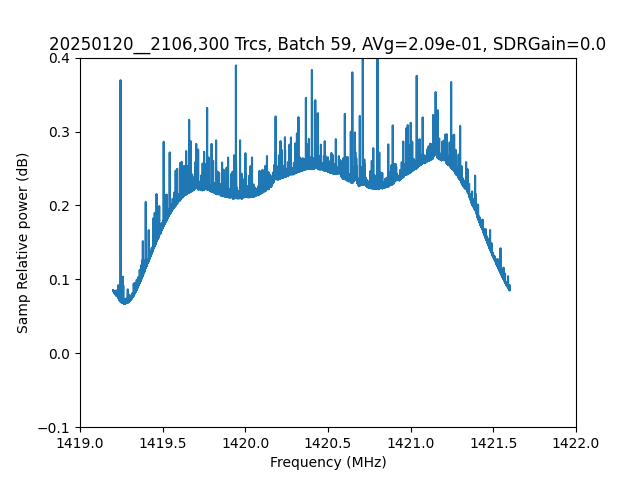 20250120__2106,300 Trcs, Batch 59, AVg=2.09e-01, SDRGain=0.0
0.4
0.3
0.2
0.1
0.0
−0.1
Samp Relative power (dB)
1419.0 1419.5 1420.0 1420.5 1421.0 1421.5 1422.0
Frequency (MHz)